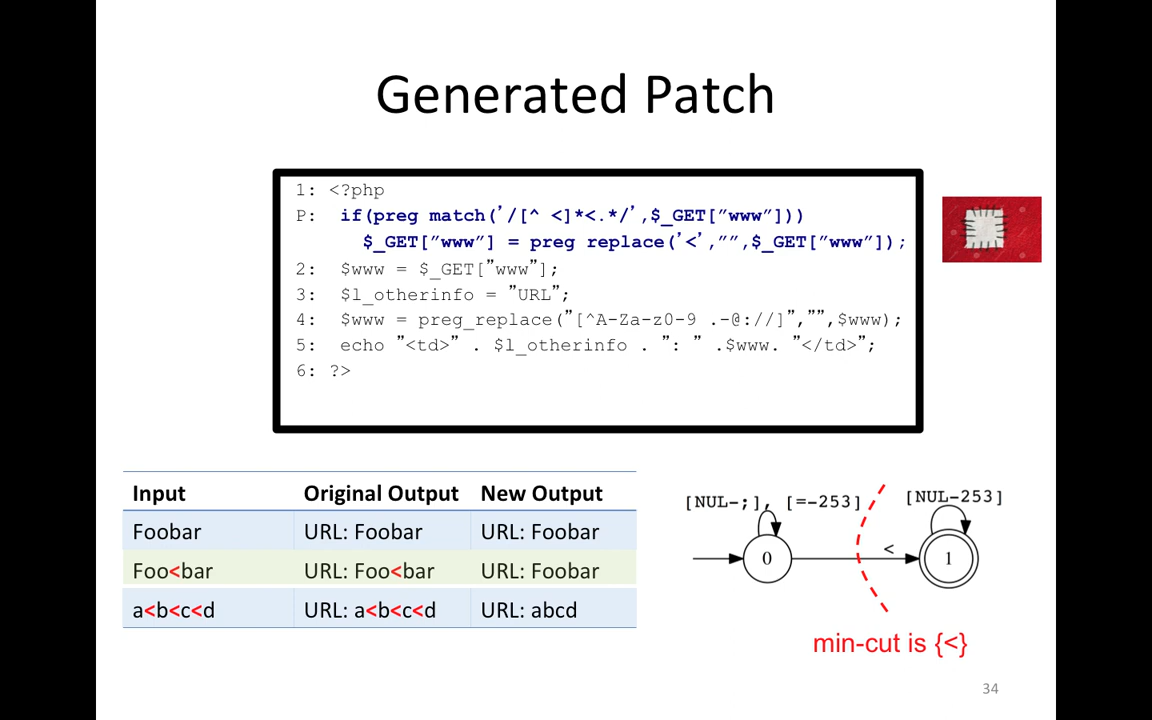 Generated Patch
1: <?php
P: if(preg match('/[^ <]*<.*/',$_GET["www"]))
$_GET["www"] = preg replace('<',"",$_GET["www"]);
2: $www = $_GET["www"];
3: $l_otherinfo = "URL";
4: $www = preg_replace("[^A-Za-z0-9 .-@://]","",$www);
5: echo "<td>" . $l_otherinfo . ": " .$www. "</td>";
6: ?>
Input Original Output New Output
Foobar URL: Foobar URL: Foobar
Foo<bar URL: Foo<bar URL: Foobar
a<b<c<d URL: a<b<c<d URL: abcd
[NUL-;], [=-253] [NUL-253]
0 < 1
min-cut is {<}
34